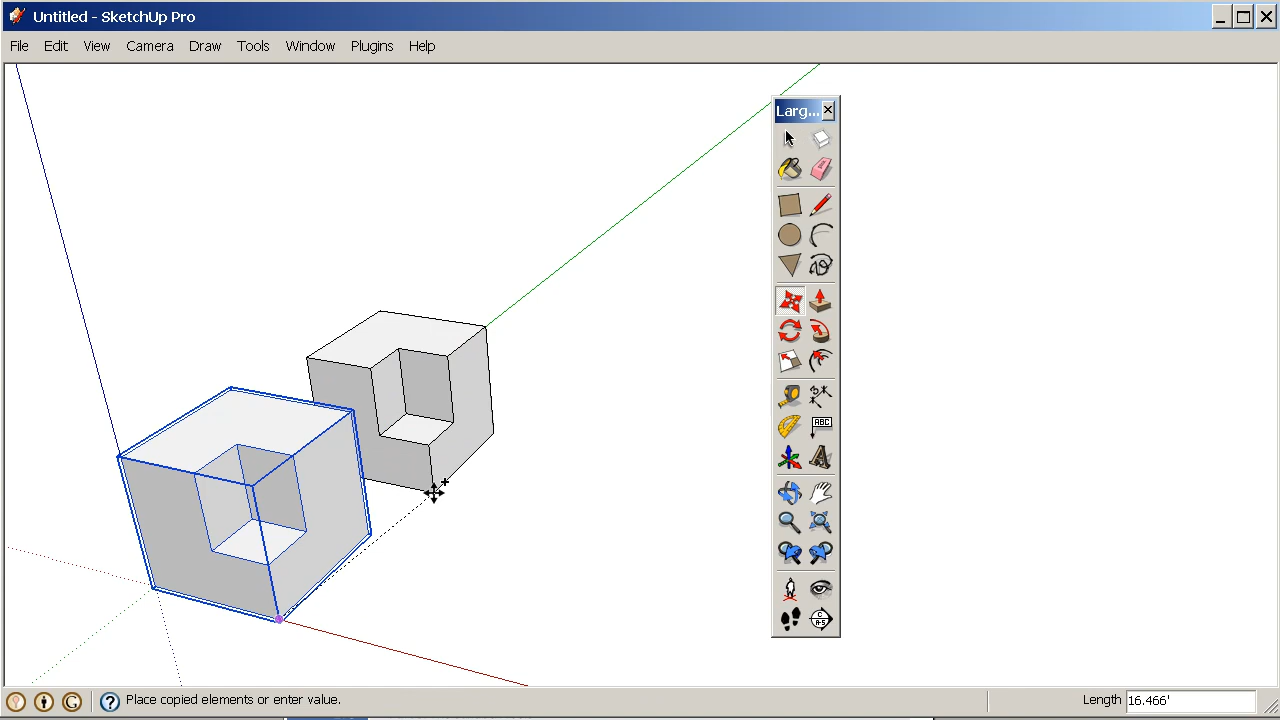 Untitled - SketchUp Pro
File Edit View Camera Draw Tools Window Plugins Help
Larg...
ABC
A
C
A-S
G
?
Place copied elements or enter value.
Length 16.466'